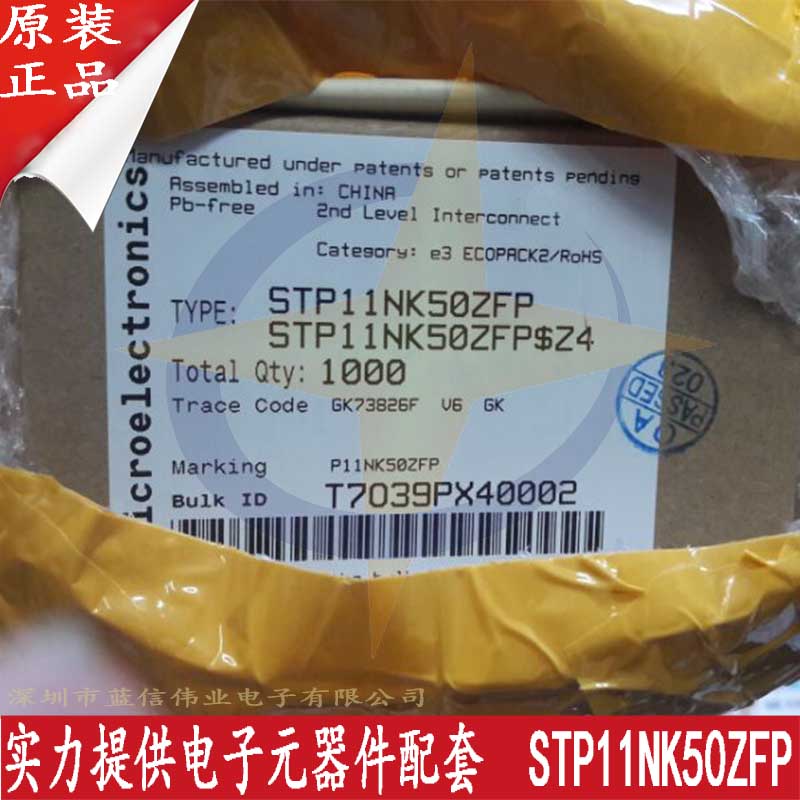 原装
正品
Manufactured under patents or patents pending
Assembled in: CHINA
Pb-free 2nd Level Interconnect
Category: e3 ECOPACK2/RoHS
TYPE: STP11NK50ZFP
STP11NK50ZFP$Z4
Total Qty: 1000
Trace Code GK73826F V6 GK
Marking P11NK50ZFP
Bulk ID T7039PX40002
icroelectronics
QA
PASSED
02
深圳市蓝信伟业电子有限公司
实力提供电子元器件配套 STP11NK50ZFP